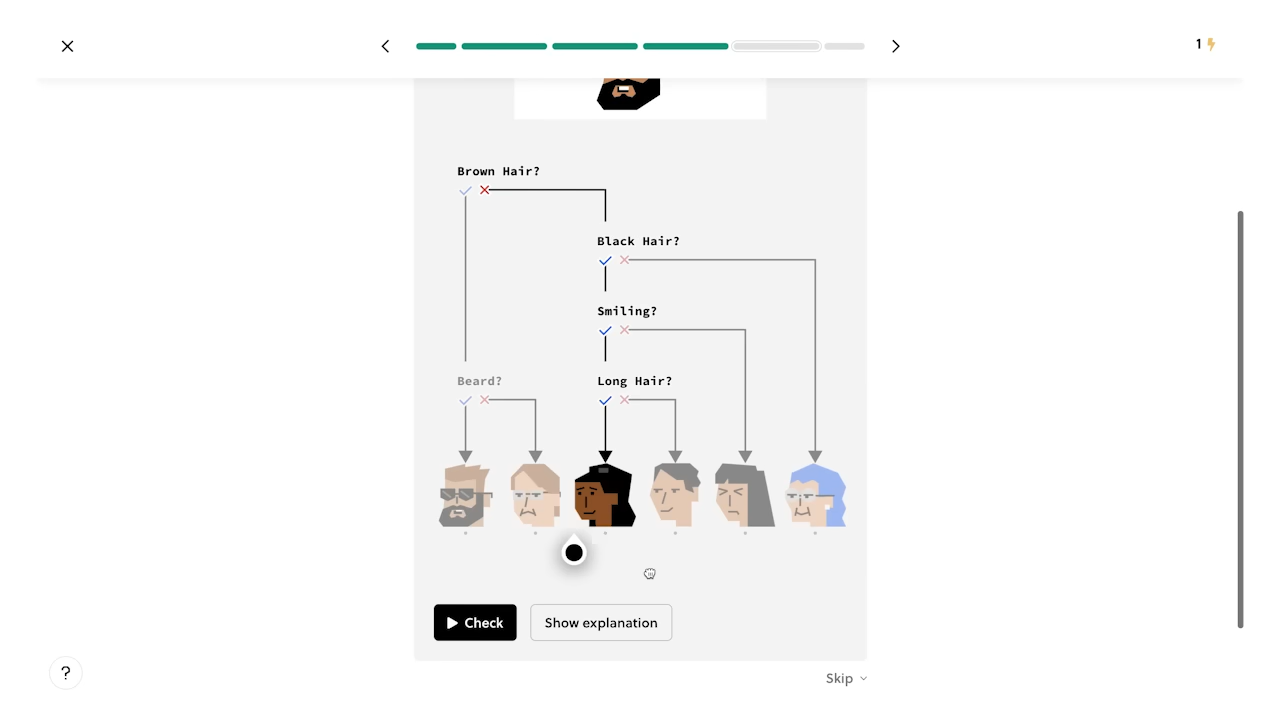 1
Brown Hair?
Black Hair?
Smiling?
Beard?
Long Hair?
Check
Show explanation
Skip
?